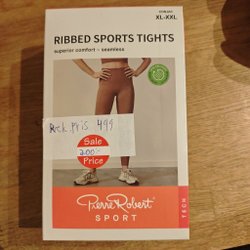 XL-XXL
RIBBED SPORTS TIGHTS
superior comfort – seamless
Rek. pris 499
Sale
200:-
Price
Pierre Robert
SPORT
TECH